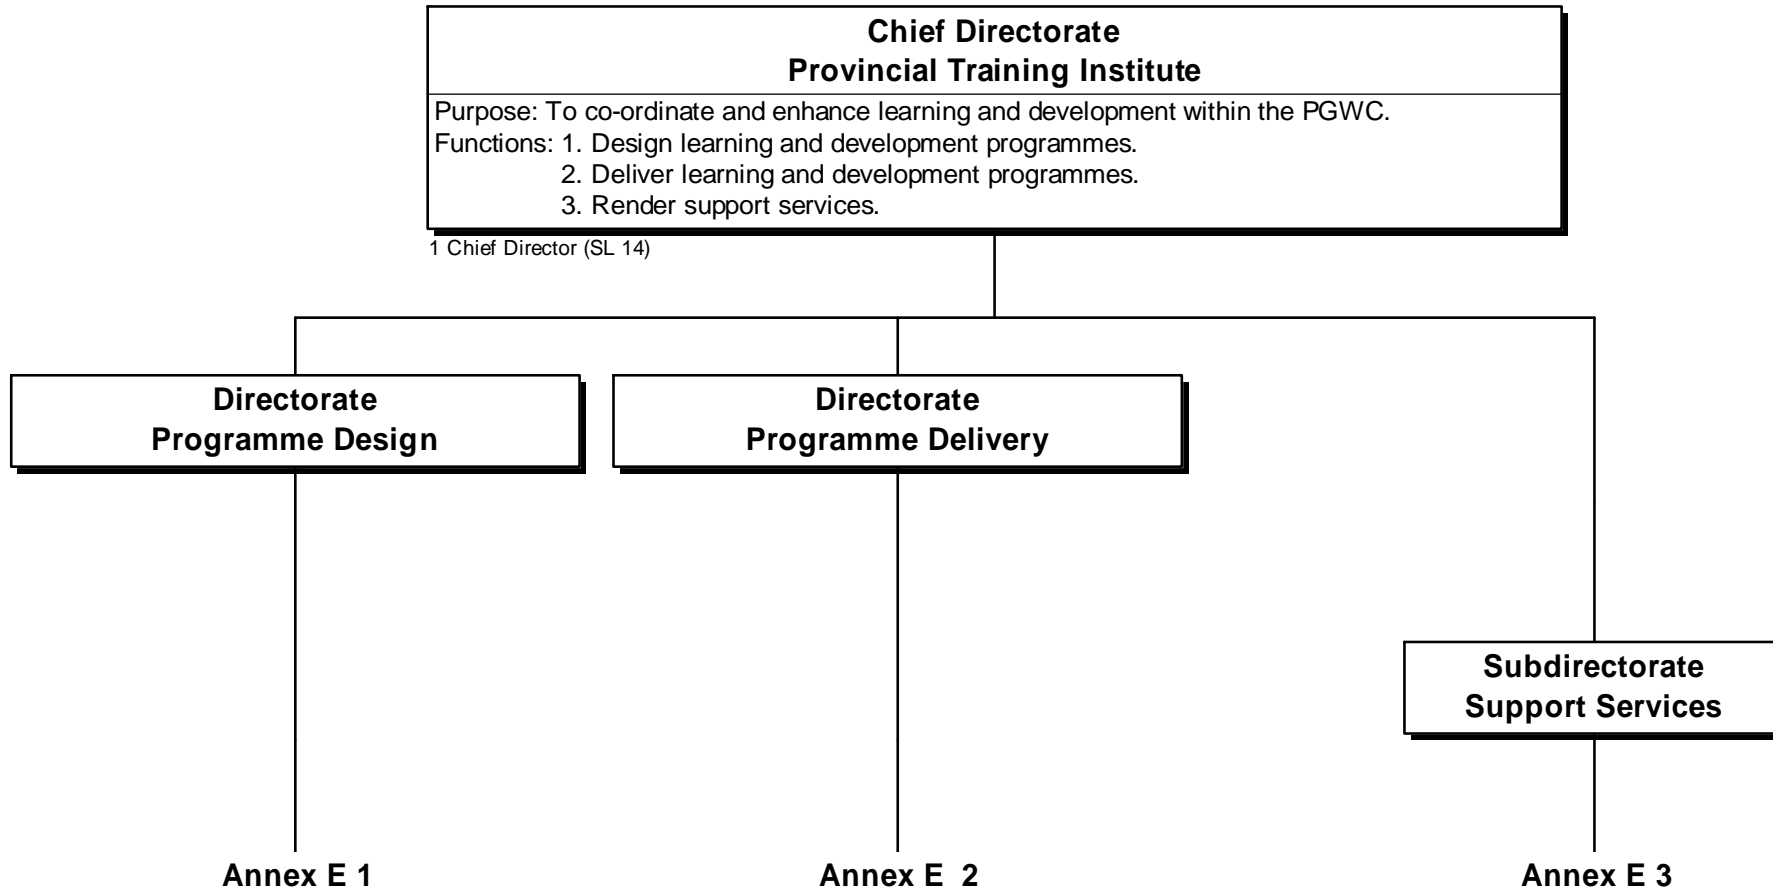 Chief Directorate
Provincial Training Institute
Purpose: To co-ordinate and enhance learning and development within the PGWC.
Functions: 1. Design learning and development programmes.
2. Deliver learning and development programmes.
3. Render support services.
1 Chief Director (SL 14)
Directorate
Programme Design
Directorate
Programme Delivery
Subdirectorate
Support Services
Annex E 1
Annex E 2
Annex E 3